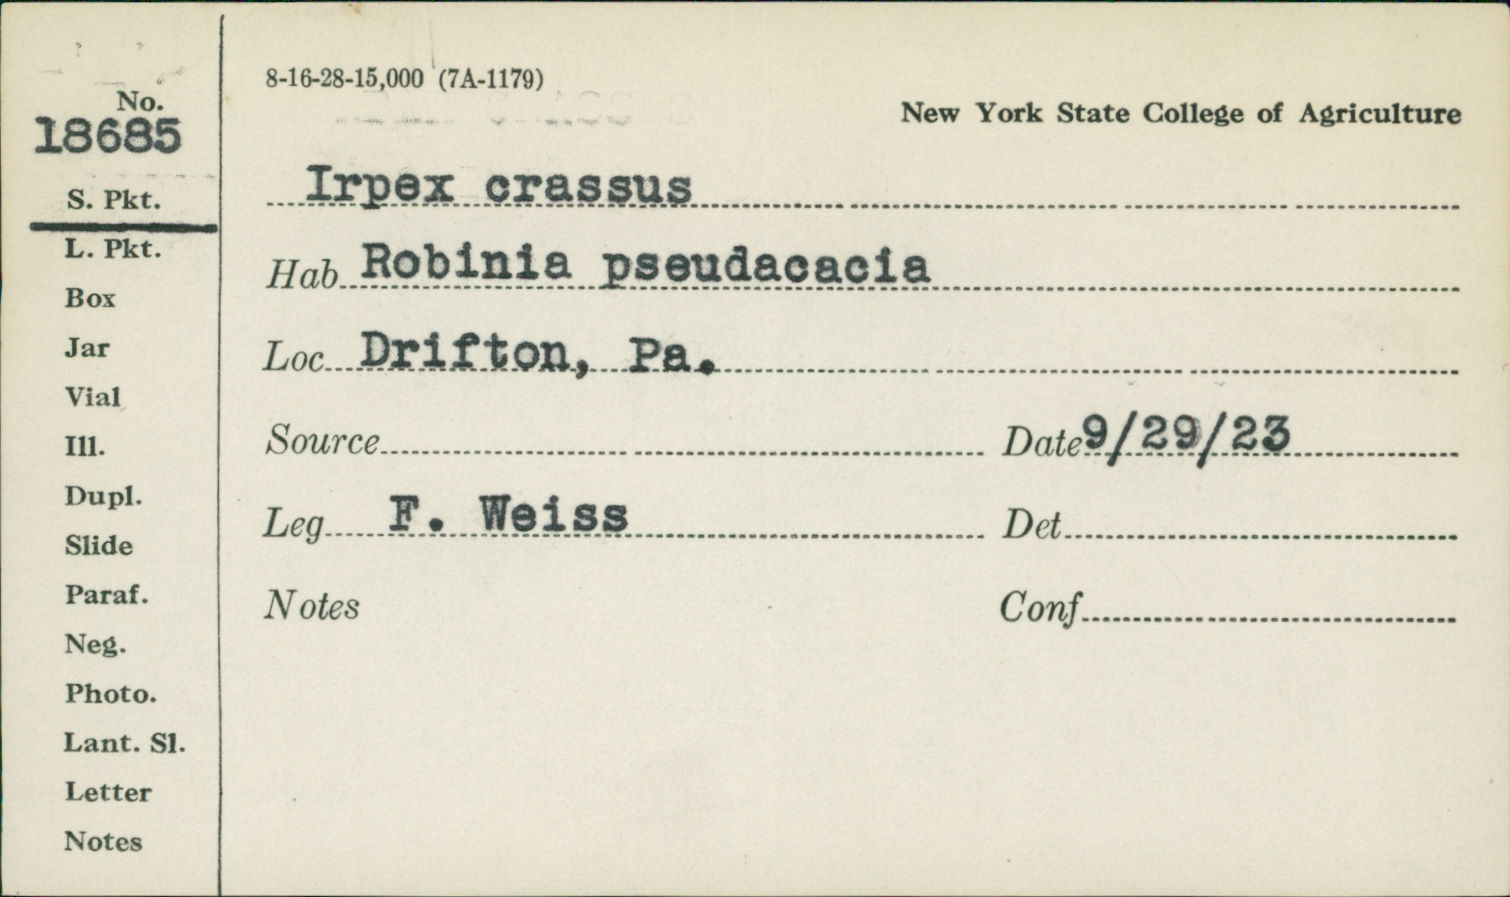 8-16-28-15,000 (7A-1179)
New York State College of Agriculture
No.
18685
S. Pkt.
L. Pkt.
Box
Jar
Vial
Ill.
Dupl.
Slide
Paraf.
Neg.
Photo.
Lant. Sl.
Letter
Notes
Irpex crassus
Hab Robinia pseudacacia
Loc Drifton, Pa.
Source Date 9/29/23
Leg F. Weiss Det
Notes Conf